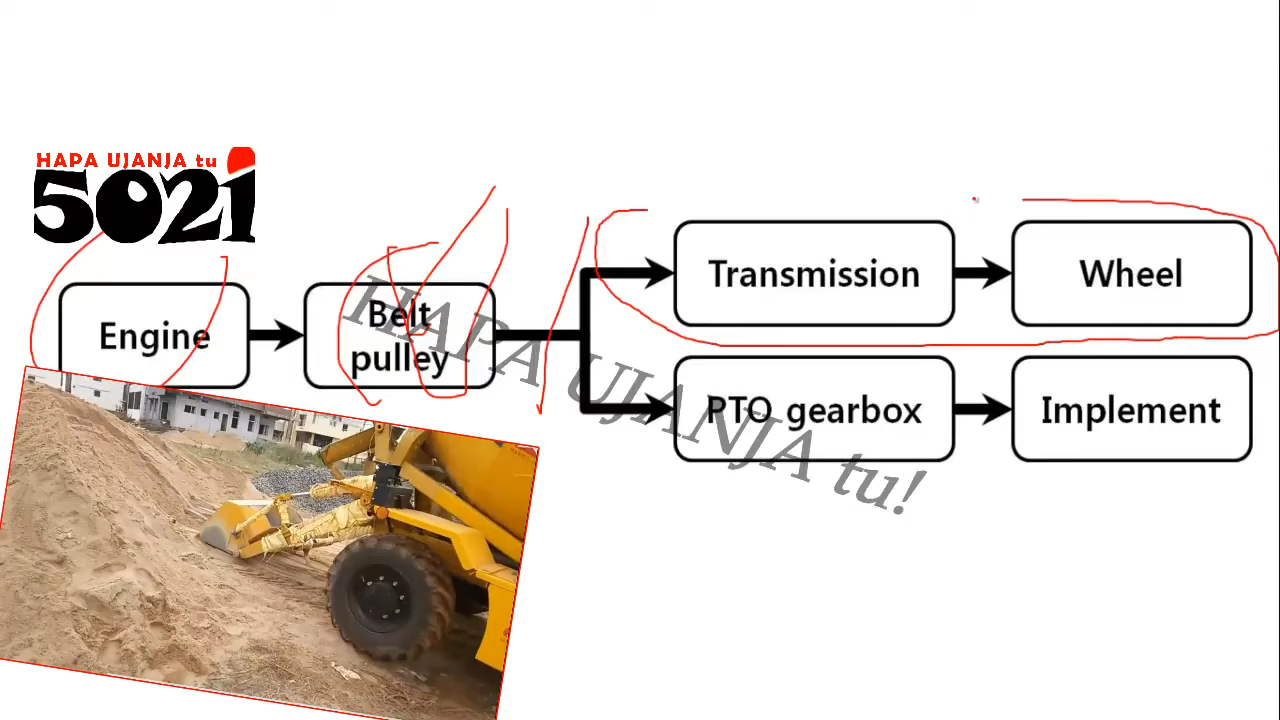 HAPA UJANJA tu
5021
Engine
Belt
pulley
Transmission
Wheel
PTO gearbox
Implement
HAPA UJANJA tu!